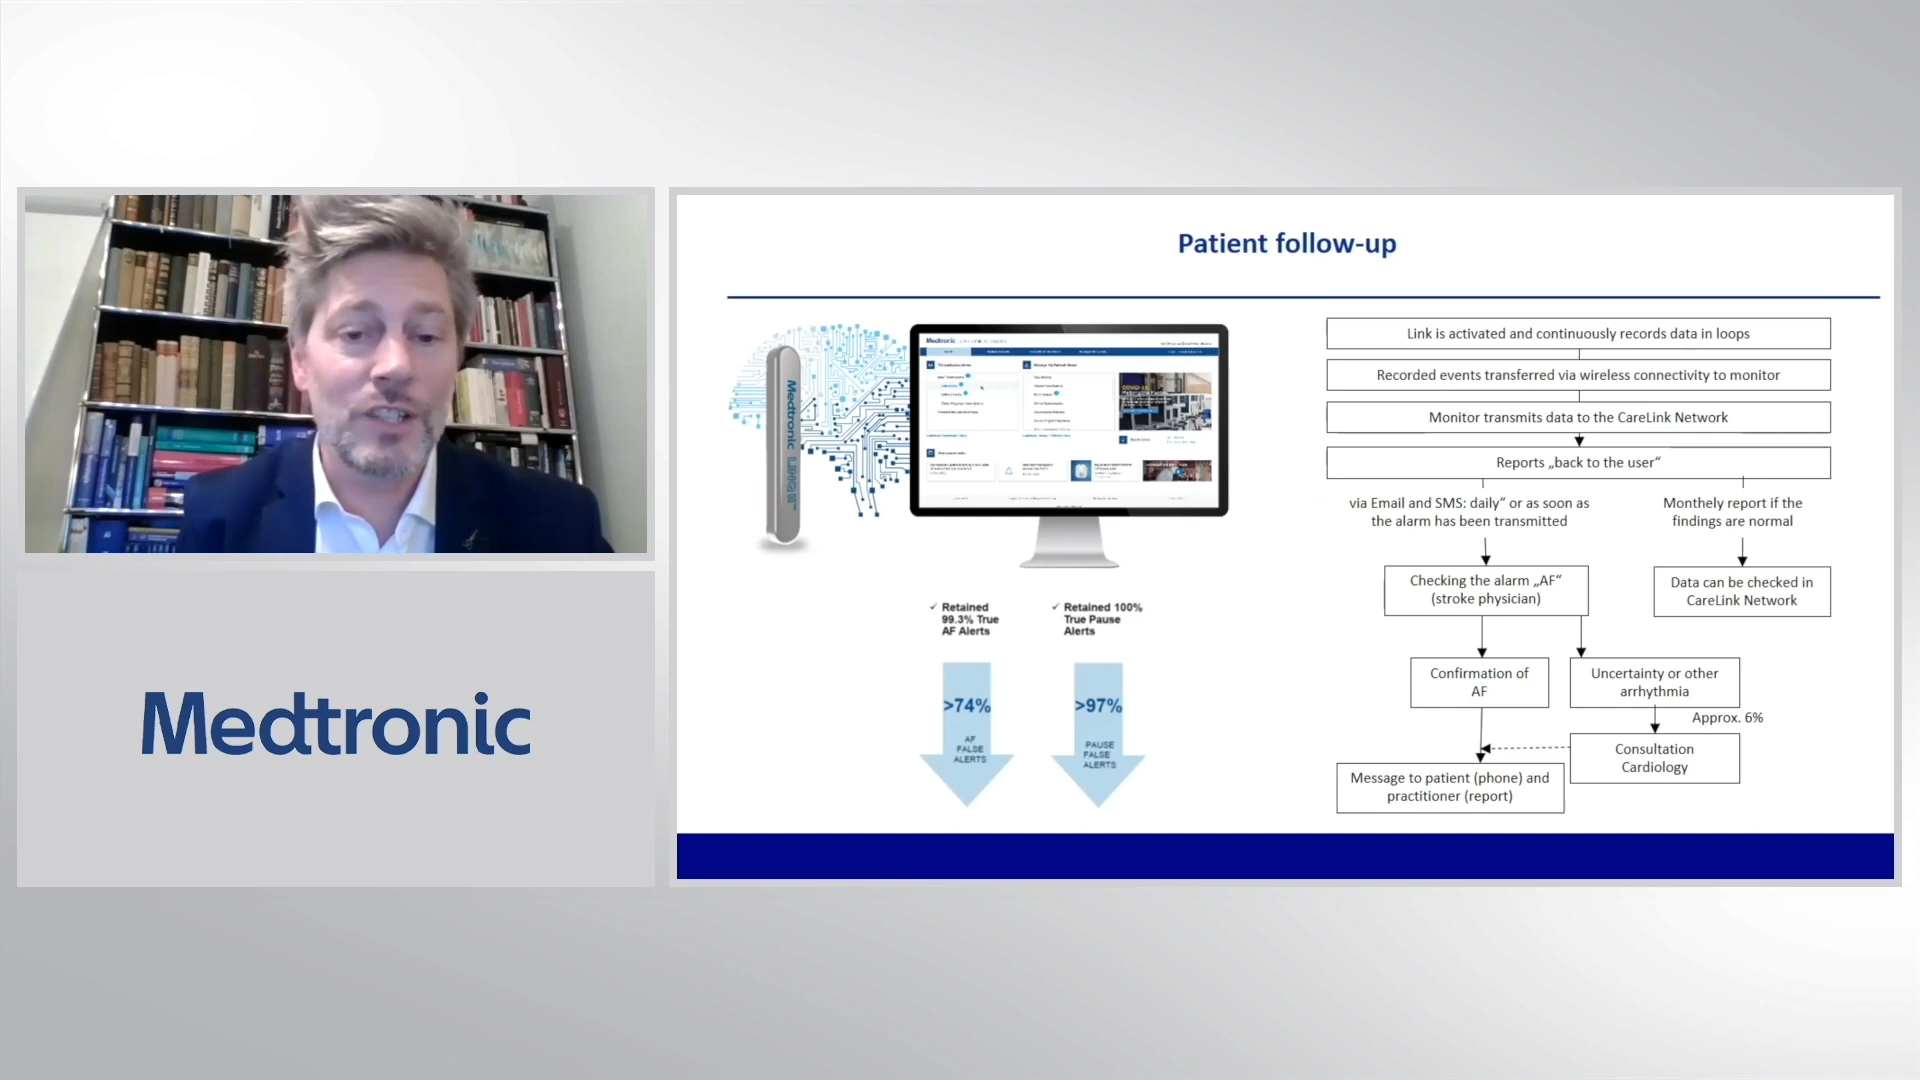 Medtronic
Patient follow-up
Medtronic LINQ II™
Medtronic
✓ Retained
99.3% True
AF Alerts
✓ Retained 100%
True Pause
Alerts
>74%
AF
FALSE
ALERTS
>97%
PAUSE
FALSE
ALERTS
Link is activated and continuously records data in loops
Recorded events transferred via wireless connectivity to monitor
Monitor transmits data to the CareLink Network
Reports „back to the user“
via Email and SMS: daily“ or as soon as
the alarm has been transmitted
Monthely report if the
findings are normal
Checking the alarm „AF“
(stroke physician)
Data can be checked in
CareLink Network
Confirmation of
AF
Uncertainty or other
arrhythmia
Approx. 6%
Consultation
Cardiology
Message to patient (phone) and
practitioner (report)